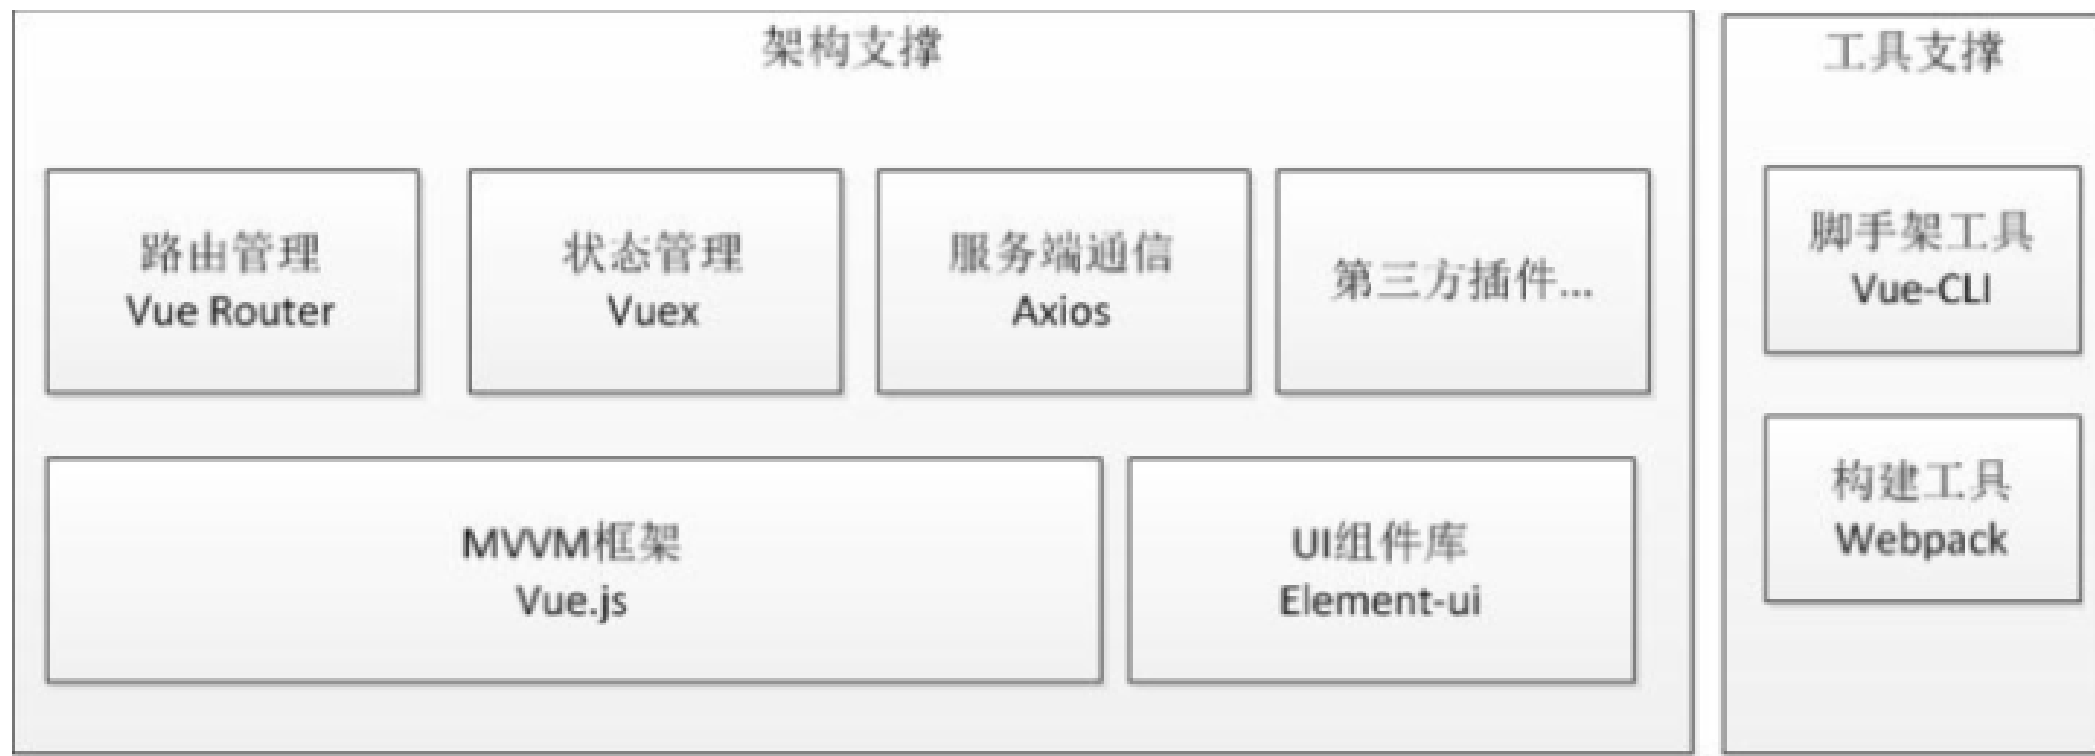 架构支撑
路由管理
Vue Router
状态管理
Vuex
服务端通信
Axios
第三方插件...
MVVM框架
Vue.js
UI组件库
Element-ui
工具支撑
脚手架工具
Vue-CLI
构建工具
Webpack